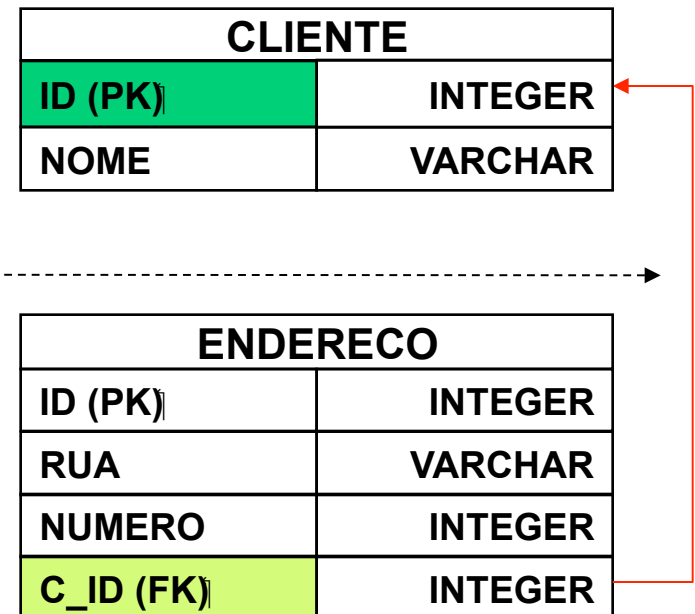 CLIENTE
ID (PK) INTEGER
NOME VARCHAR
ENDERECO
ID (PK) INTEGER
RUA VARCHAR
NUMERO INTEGER
C_ID (FK) INTEGER